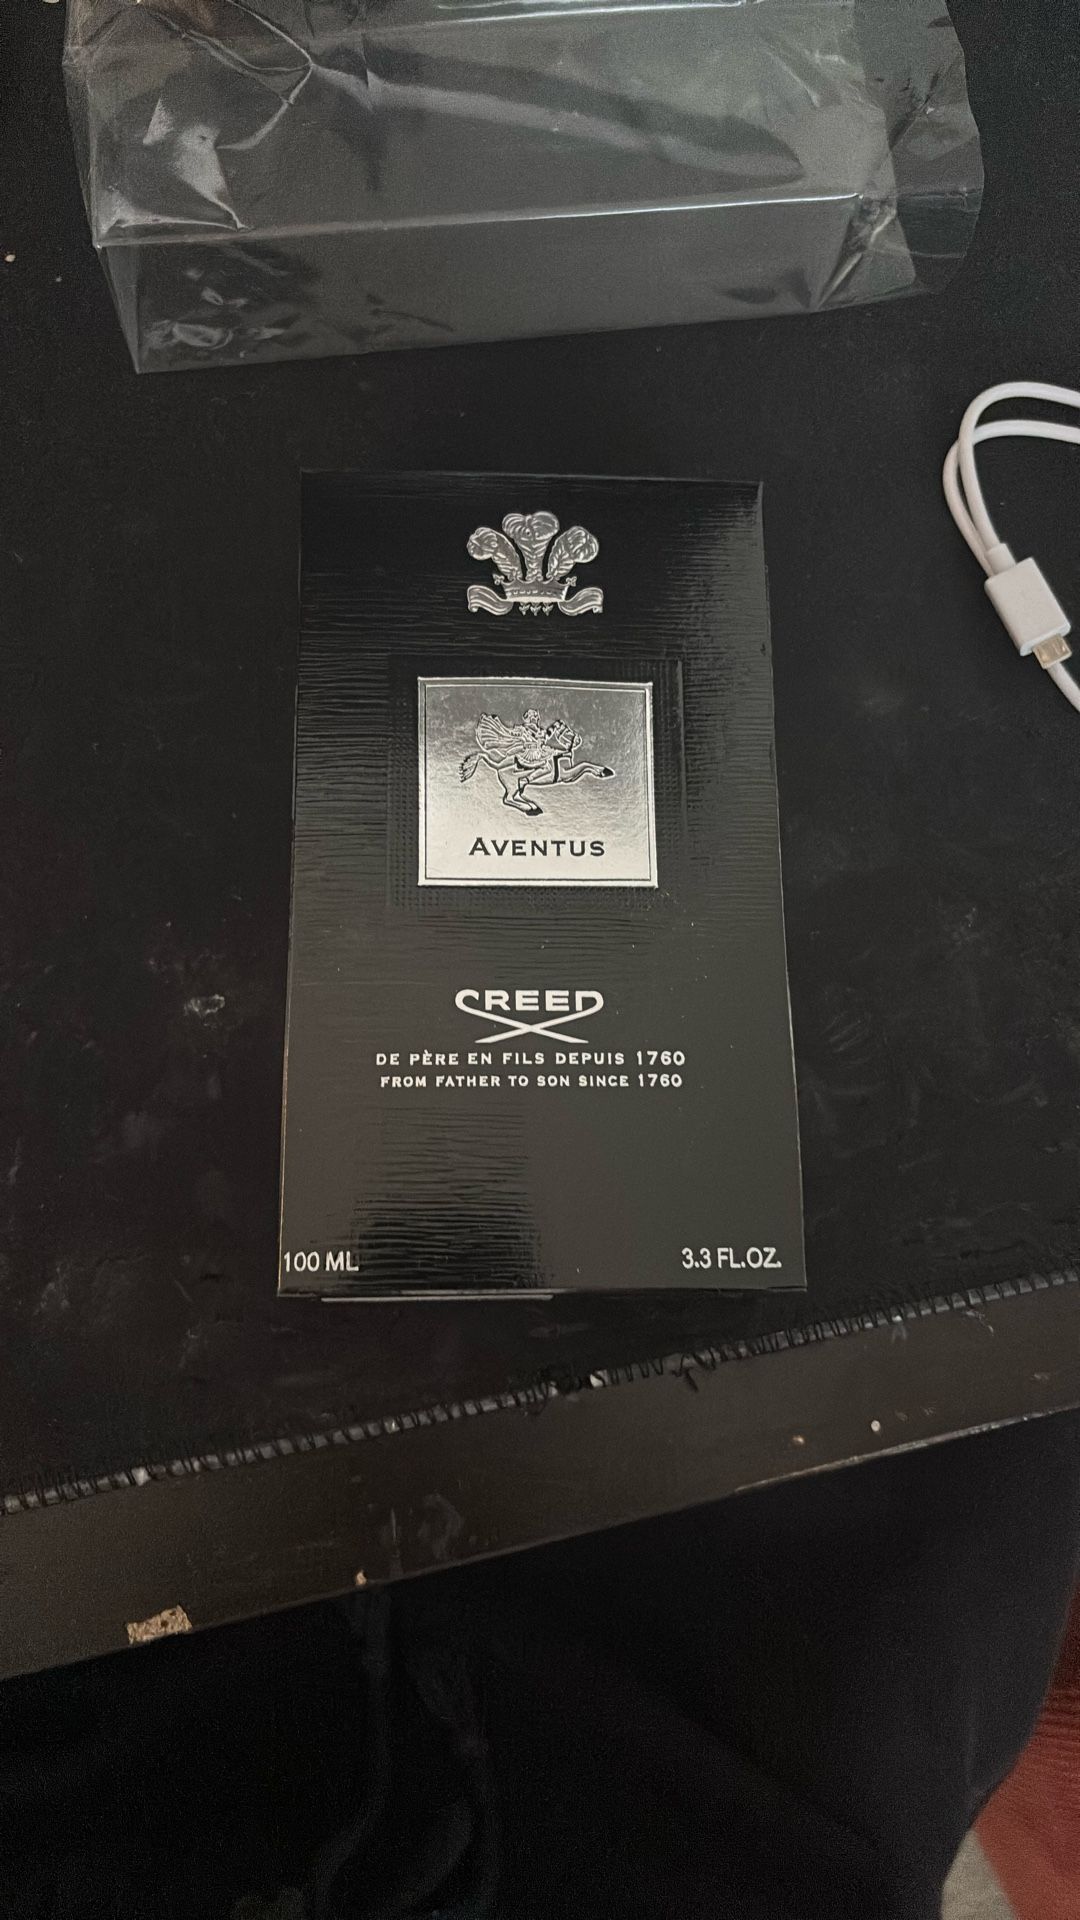 AVENTUS
CREED
DE PÈRE EN FILS DEPUIS 1760
FROM FATHER TO SON SINCE 1760
100 ML 3.3 FL.OZ.